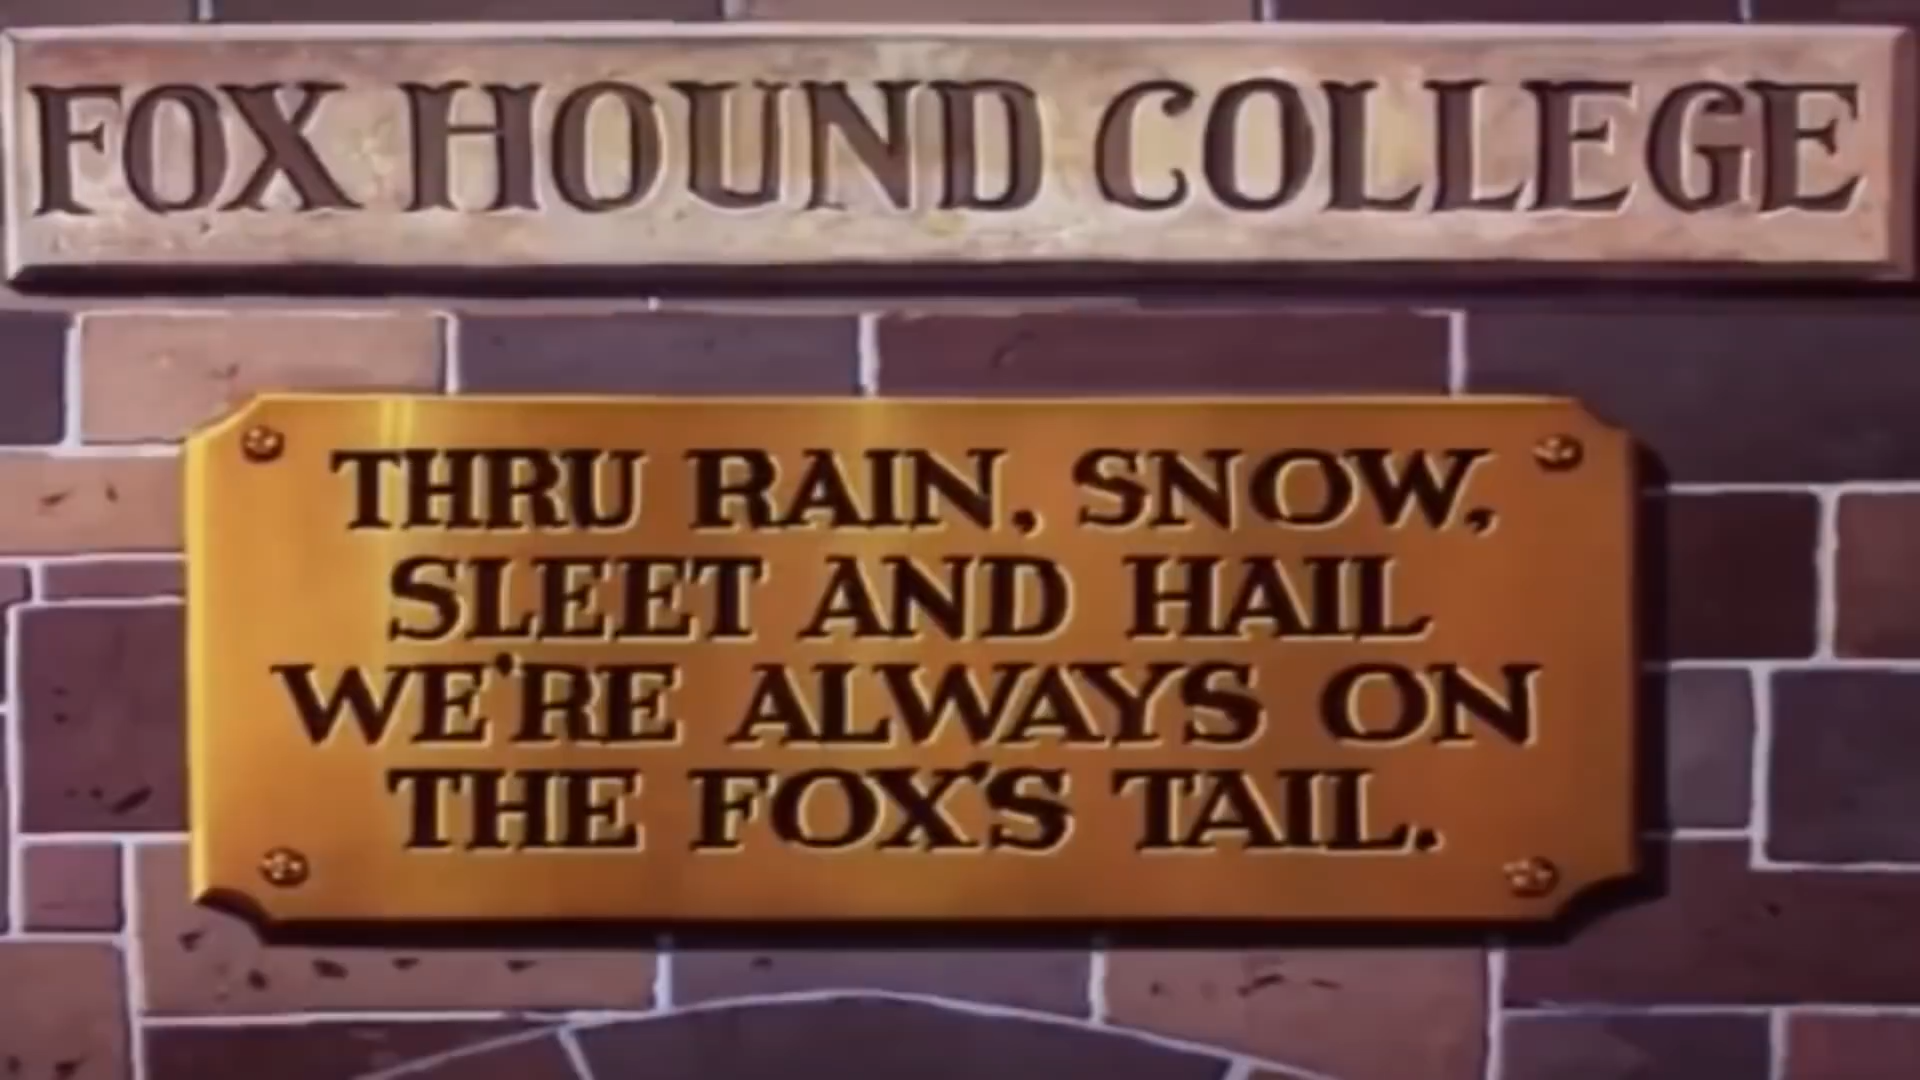 FOX HOUND COLLEGE
THRU RAIN, SNOW,
SLEET AND HAIL
WE'RE ALWAYS ON
THE FOX'S TAIL.